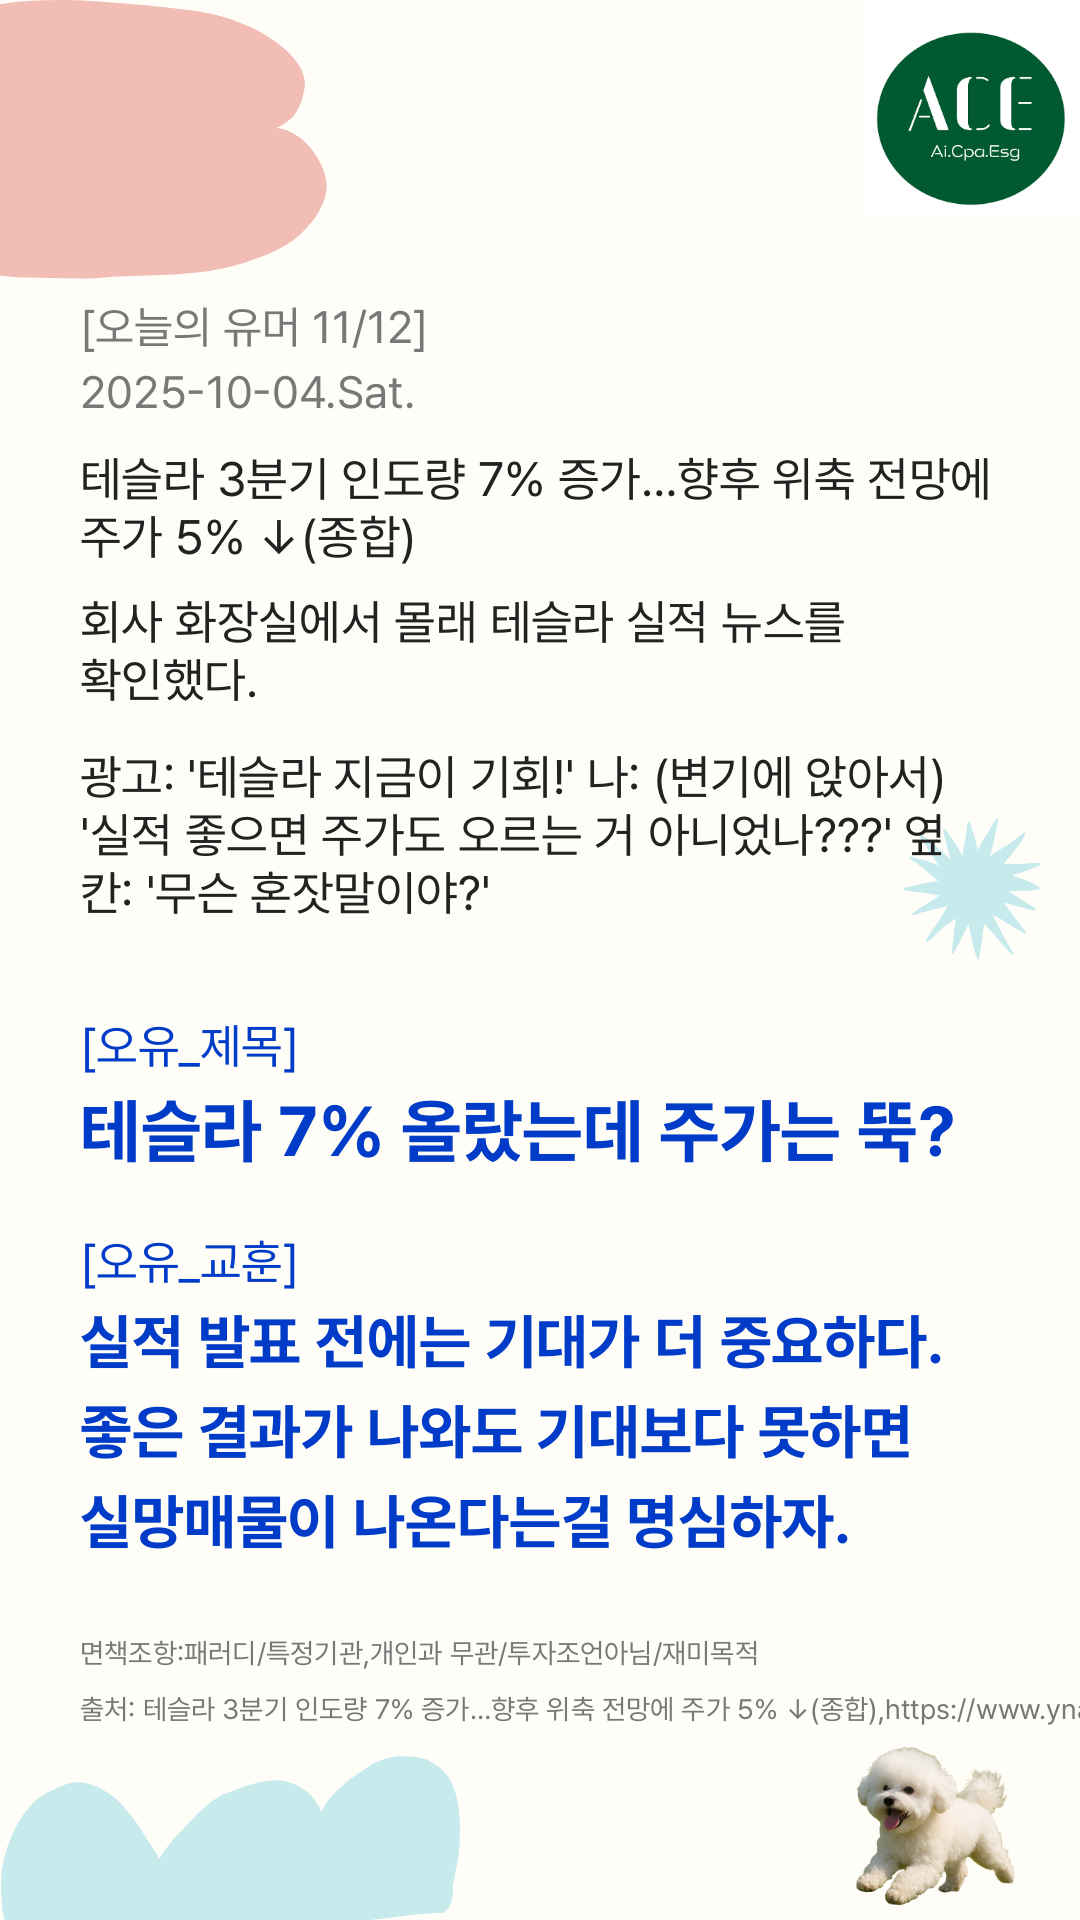 ACE
Ai.Cpa.Esg
[오늘의 유머 11/12]
2025-10-04.Sat.
테슬라 3분기 인도량 7% 증가...향후 위축 전망에
주가 5% ↓(종합)
회사 화장실에서 몰래 테슬라 실적 뉴스를
확인했다.
광고: '테슬라 지금이 기회!' 나: (변기에 앉아서)
'실적 좋으면 주가도 오르는 거 아니었나???' 옆
칸: '무슨 혼잣말이야?'
[오유_제목]
테슬라 7% 올랐는데 주가는 뚝?
[오유_교훈]
실적 발표 전에는 기대가 더 중요하다.
좋은 결과가 나와도 기대보다 못하면
실망매물이 나온다는걸 명심하자.
면책조항:패러디/특정기관,개인과 무관/투자조언아님/재미목적
출처: 테슬라 3분기 인도량 7% 증가...향후 위축 전망에 주가 5% ↓(종합),https://www.yna